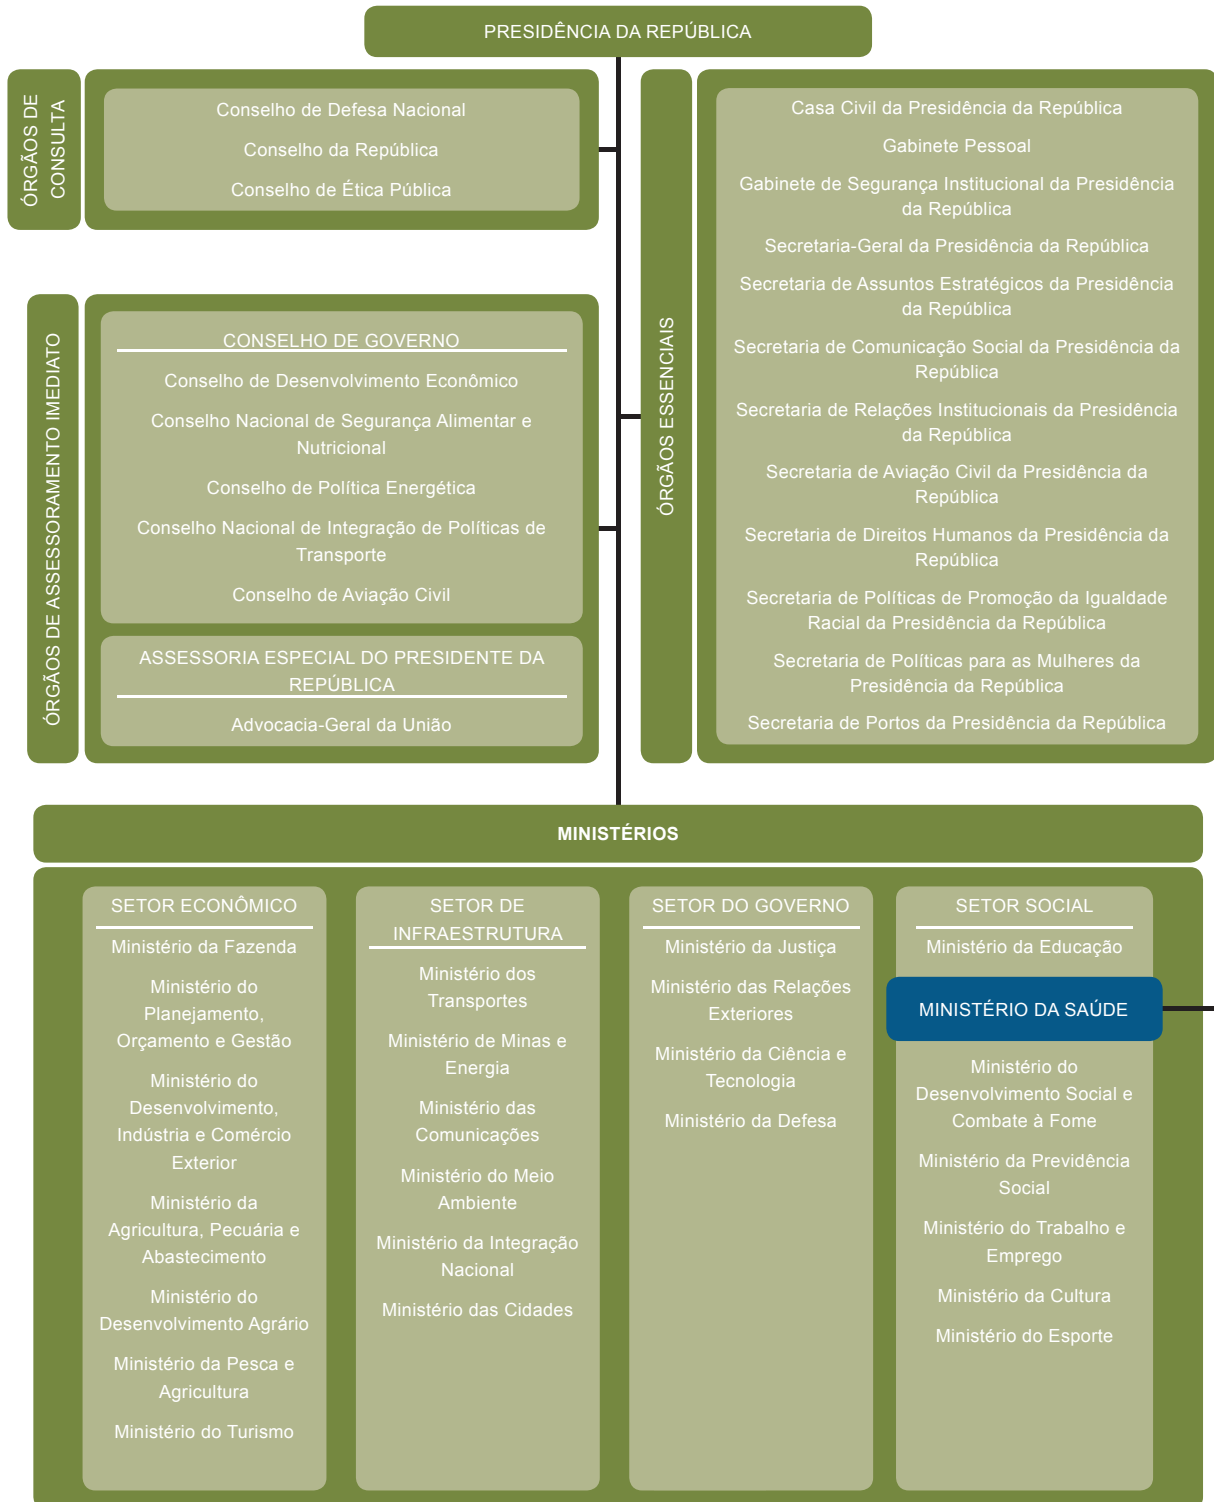 PRESIDÊNCIA DA REPÚBLICA
ÓRGÃOS DE
CONSULTA
Conselho de Defesa Nacional
Conselho da República
Conselho de Ética Pública
ÓRGÃOS DE ASSESSORAMENTO IMEDIATO
CONSELHO DE GOVERNO
Conselho de Desenvolvimento Econômico
Conselho Nacional de Segurança Alimentar e
Nutricional
Conselho de Política Energética
Conselho Nacional de Integração de Políticas de
Transporte
Conselho de Aviação Civil
ASSESSORIA ESPECIAL DO PRESIDENTE DA
REPÚBLICA
Advocacia-Geral da União
ÓRGÃOS ESSENCIAIS
Casa Civil da Presidência da República
Gabinete Pessoal
Gabinete de Segurança Institucional da Presidência
da República
Secretaria-Geral da Presidência da República
Secretaria de Assuntos Estratégicos da Presidência
da República
Secretaria de Comunicação Social da Presidência da
República
Secretaria de Relações Institucionais da Presidência
da República
Secretaria de Aviação Civil da Presidência da
República
Secretaria de Direitos Humanos da Presidência da
República
Secretaria de Políticas de Promoção da Igualdade
Racial da Presidência da República
Secretaria de Políticas para as Mulheres da
Presidência da República
Secretaria de Portos da Presidência da República
MINISTÉRIOS
SETOR ECONÔMICO
Ministério da Fazenda
Ministério do
Planejamento,
Orçamento e Gestão
Ministério do
Desenvolvimento,
Indústria e Comércio
Exterior
Ministério da
Agricultura, Pecuária e
Abastecimento
Ministério do
Desenvolvimento Agrário
Ministério da Pesca e
Agricultura
Ministério do Turismo
SETOR DE
INFRAESTRUTURA
Ministério dos
Transportes
Ministério de Minas e
Energia
Ministério das
Comunicações
Ministério do Meio
Ambiente
Ministério da Integração
Nacional
Ministério das Cidades
SETOR DO GOVERNO
Ministério da Justiça
Ministério das Relações
Exteriores
Ministério da Ciência e
Tecnologia
Ministério da Defesa
SETOR SOCIAL
Ministério da Educação
MINISTÉRIO DA SAÚDE
Ministério do
Desenvolvimento Social e
Combate à Fome
Ministério da Previdência
Social
Ministério do Trabalho e
Emprego
Ministério da Cultura
Ministério do Esporte